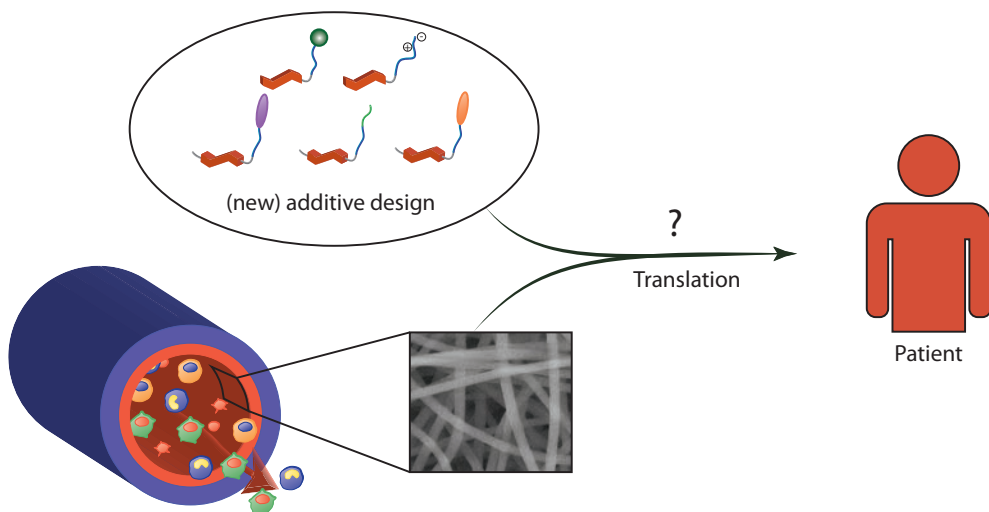 ⊕ ⊖
(new) additive design
?
Translation
Patient